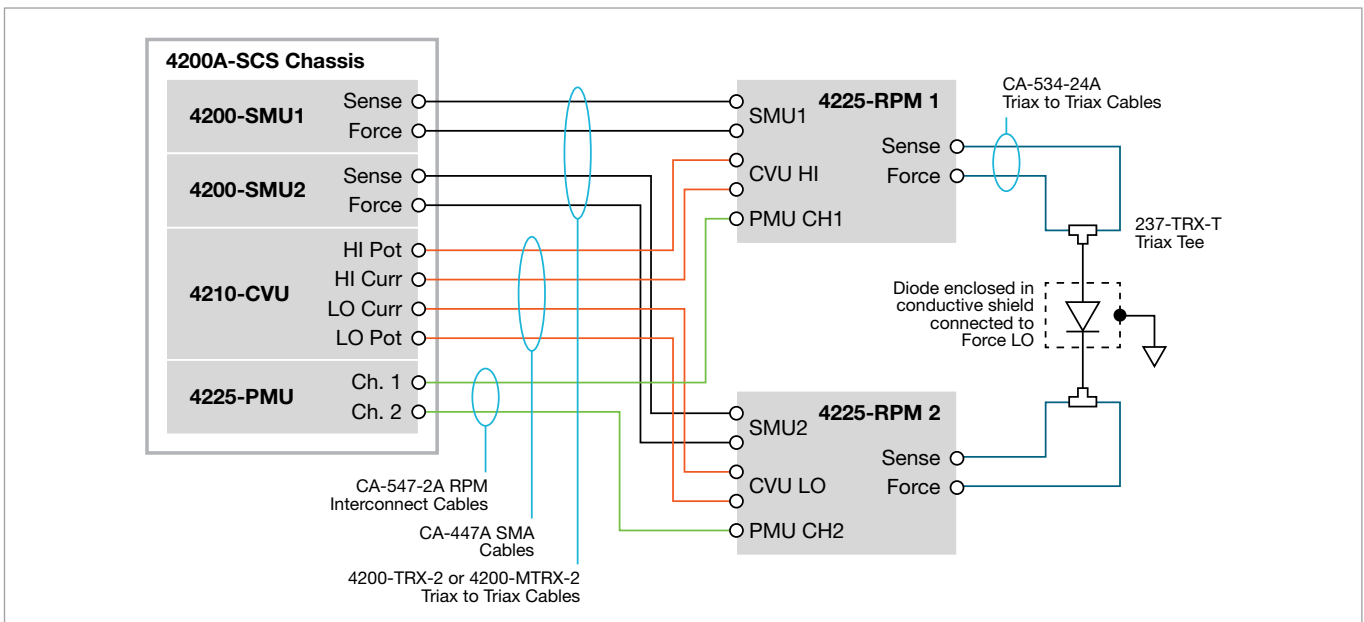 4200A-SCS Chassis
4200-SMU1
Sense
Force
4200-SMU2
Sense
Force
4210-CVU
HI Pot
HI Curr
LO Curr
LO Pot
4225-PMU
Ch. 1
Ch. 2
CA-547-2A RPM
Interconnect Cables
CA-447A SMA
Cables
4200-TRX-2 or 4200-MTRX-2
Triax to Triax Cables
4225-RPM 1
SMU1
CVU HI
PMU CH1
Sense
Force
CA-534-24A
Triax to Triax Cables
237-TRX-T
Triax Tee
Diode enclosed in
conductive shield
connected to
Force LO
4225-RPM 2
SMU2
CVU LO
PMU CH2
Sense
Force